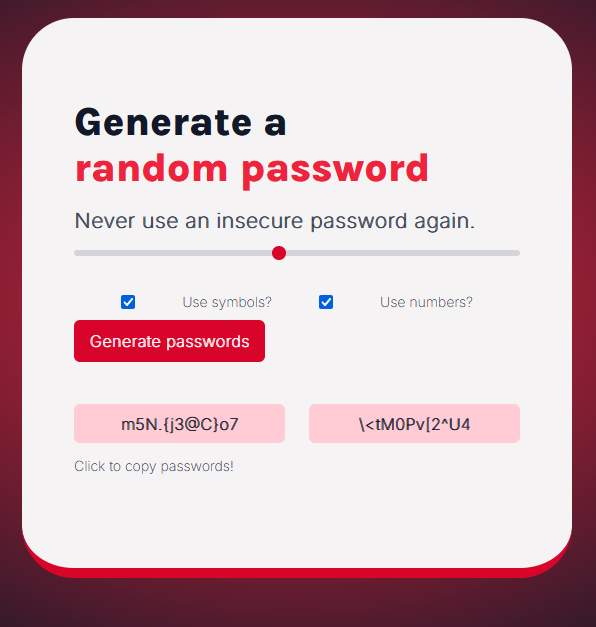 Generate a
random password
Never use an insecure password again.
Use symbols? Use numbers?
Generate passwords
m5N.{j3@C}o7 \<tM0Pv[2^U4
Click to copy passwords!